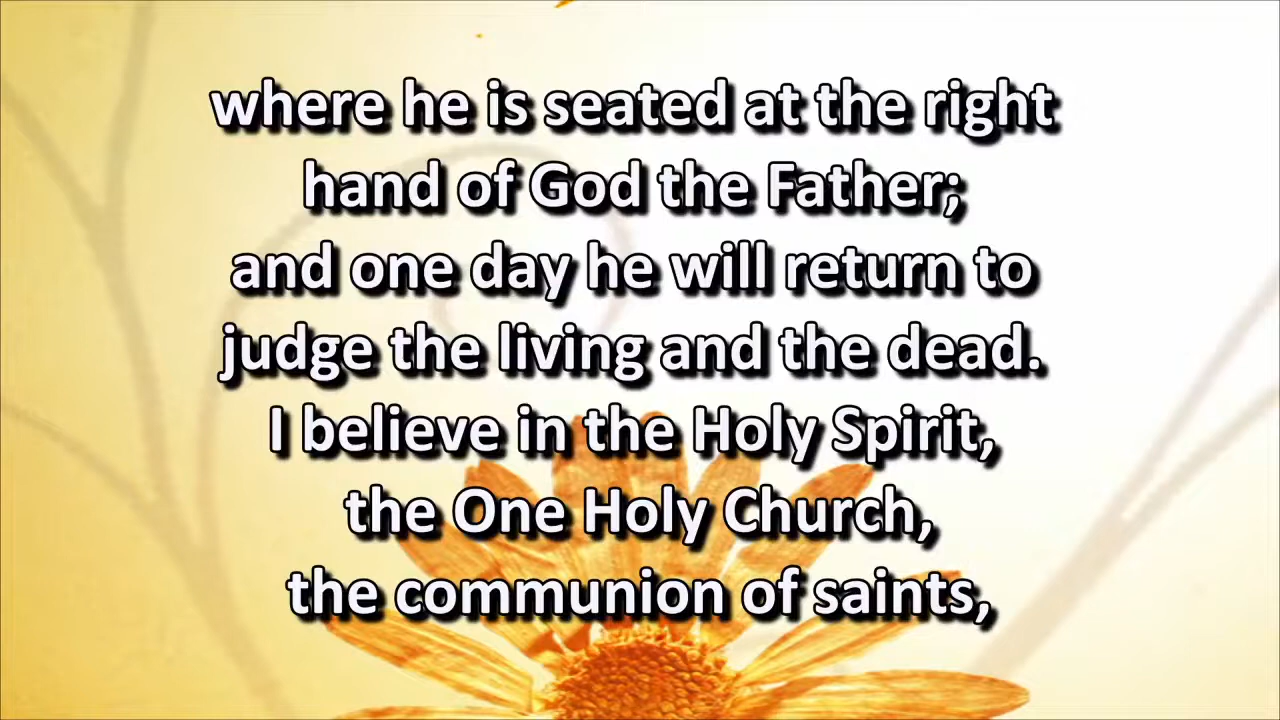 where he is seated at the right
hand of God the Father;
and one day he will return to
judge the living and the dead.
I believe in the Holy Spirit,
the One Holy Church,
the communion of saints,